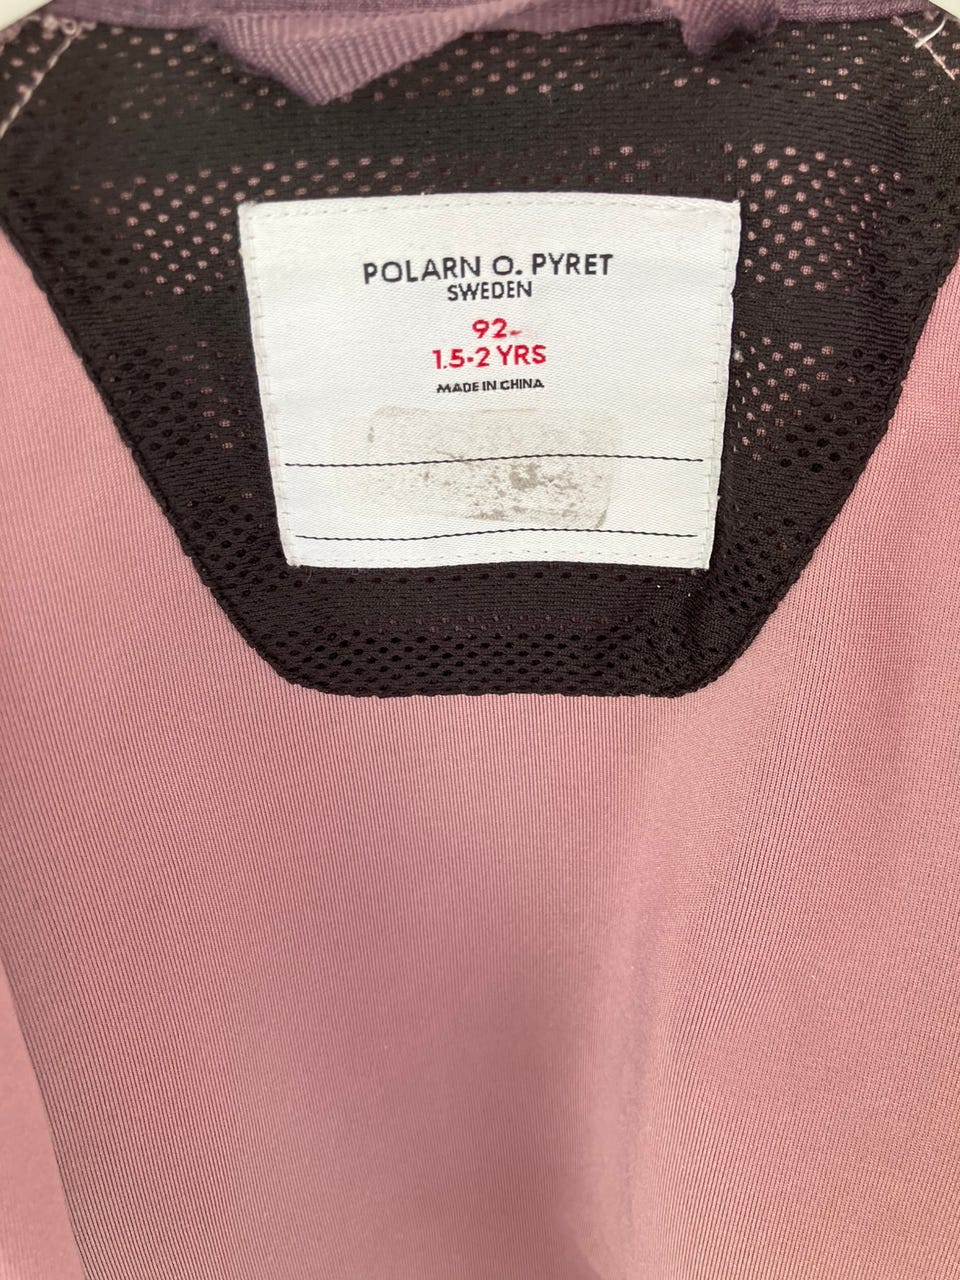 POLARN O. PYRET
SWEDEN
92-
1.5-2 YRS
MADE IN CHINA